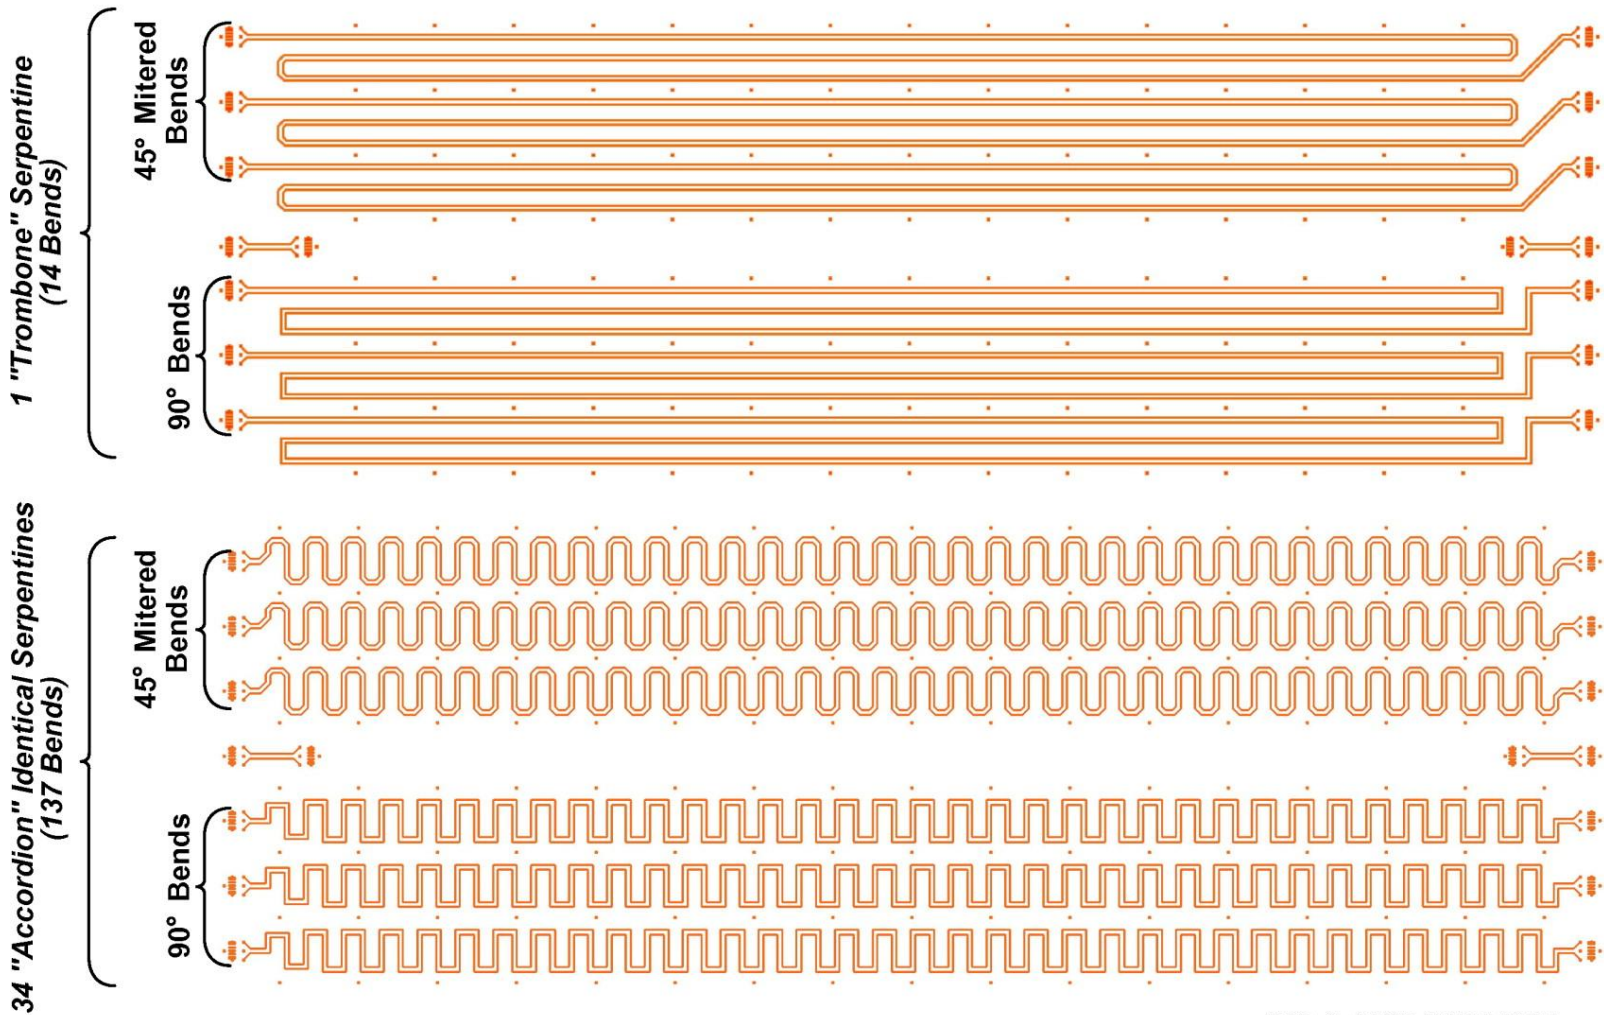 1 "Trombone" Serpentine
(14 Bends)
45° Mitered
Bends
90° Bends
34 "Accordion" Identical Serpentines
(137 Bends)
45° Mitered
Bends
90° Bends